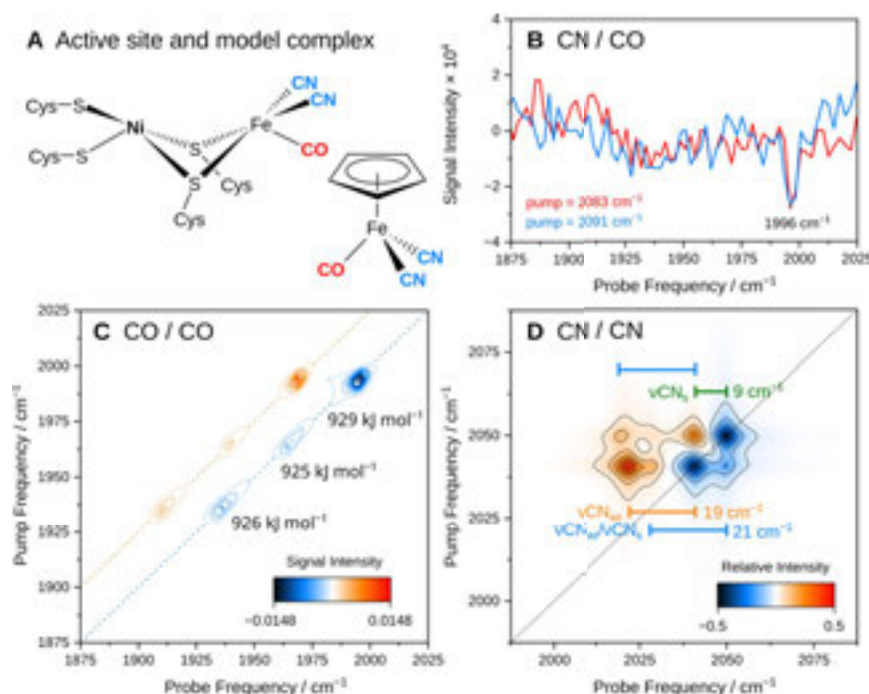 A Active site and model complex
CN
CN
Cys
S
Ni
Fe
Cys
S
S
CO
S
Cys
Cys
Fe
CO
CN
CN
B CN / CO
Signal Intensity × 10⁴
4
2
0
−2
−4
pump = 2083 cm⁻¹
pump = 2091 cm⁻¹
1996 cm⁻¹
1875 1900 1925 1950 1975 2000 2025
Probe Frequency / cm⁻¹
C CO / CO
Pump Frequency / cm⁻¹
2025
2000
1975
1950
1925
1900
1875
929 kJ mol⁻¹
925 kJ mol⁻¹
926 kJ mol⁻¹
Signal Intensity
−0.0148 0.0148
1875 1900 1925 1950 1975 2000 2025
Probe Frequency / cm⁻¹
D CN / CN
Pump Frequency / cm⁻¹
2075
2050
2025
2000
νCNₛ 9 cm⁻¹
19 cm⁻¹
21 cm⁻¹
Relative Intensity
−0.5 0.5
2000 2025 2050 2075
Probe Frequency / cm⁻¹